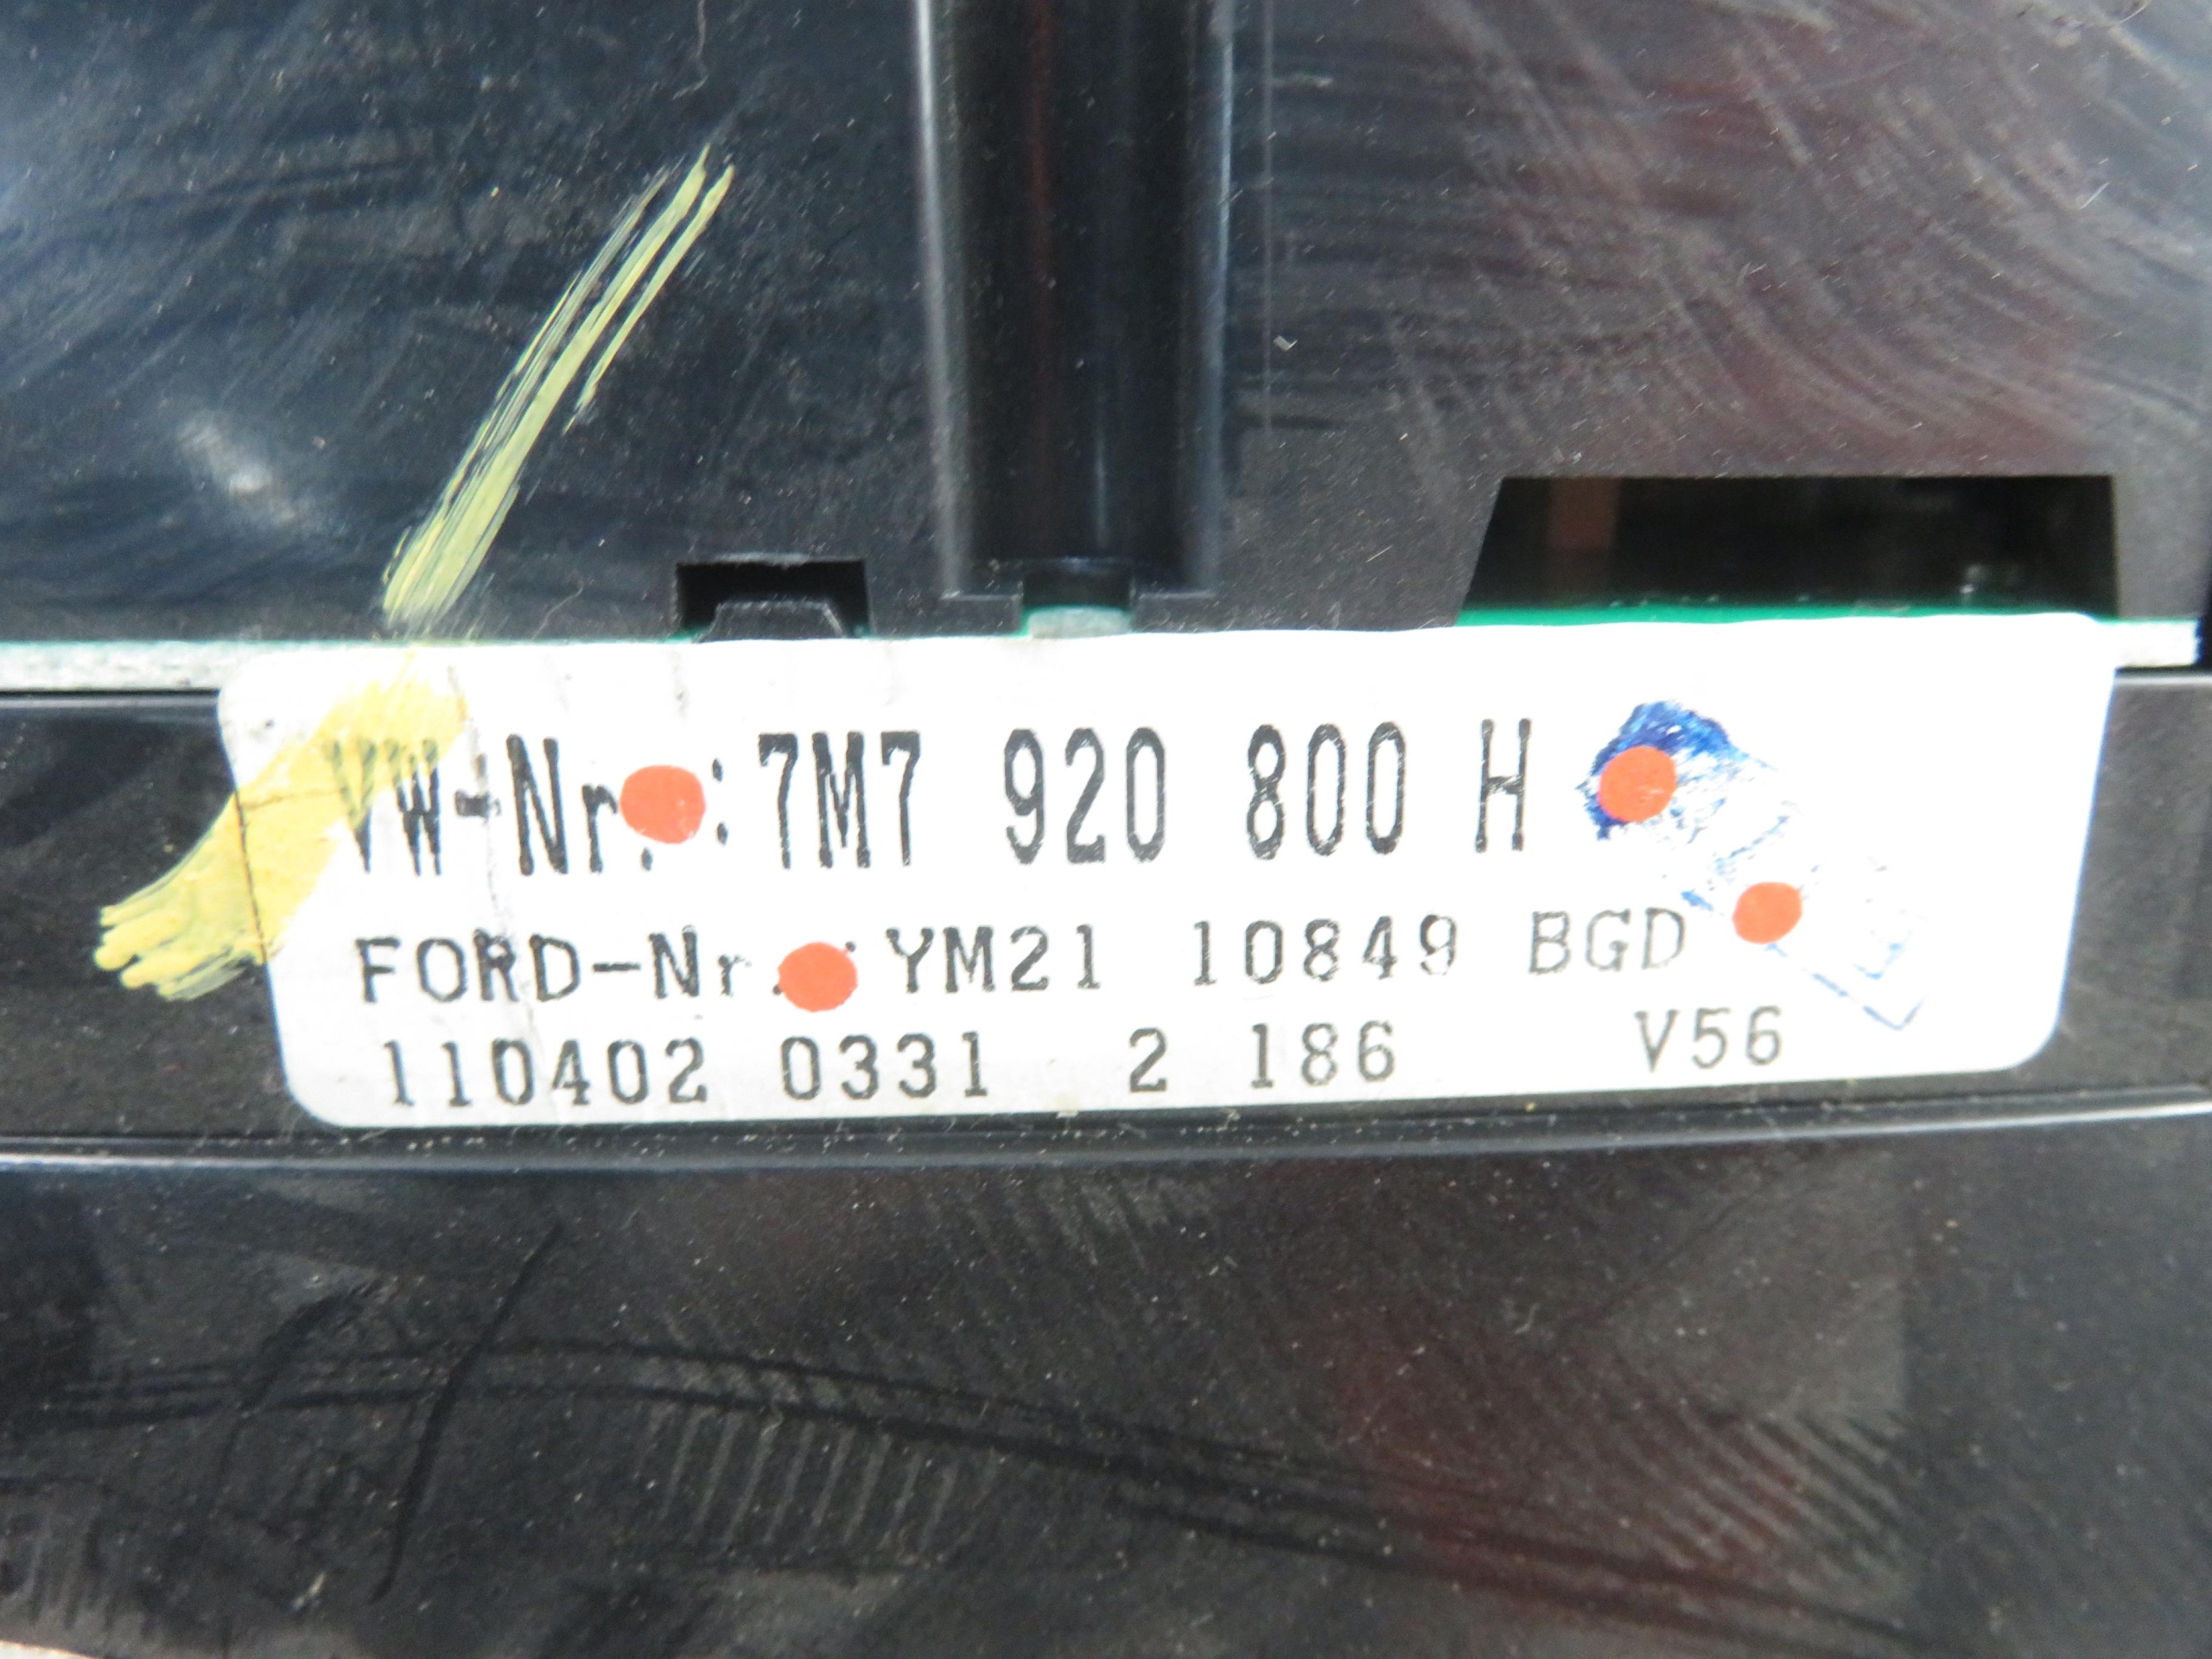 VW-Nr.:7M7 920 800 H
FORD-Nr.:YM21 10849 BGD
110402 0331 2 186 V56